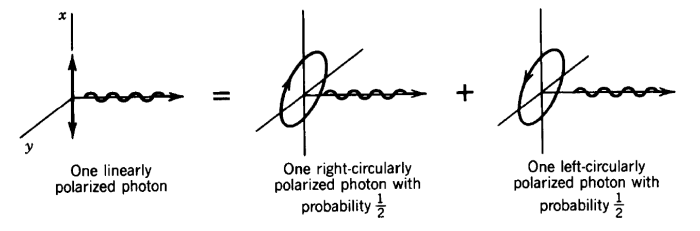 x
y
=
+
One linearly
polarized photon
One right-circularly
polarized photon with
probability 1/2
One left-circularly
polarized photon with
probability 1/2